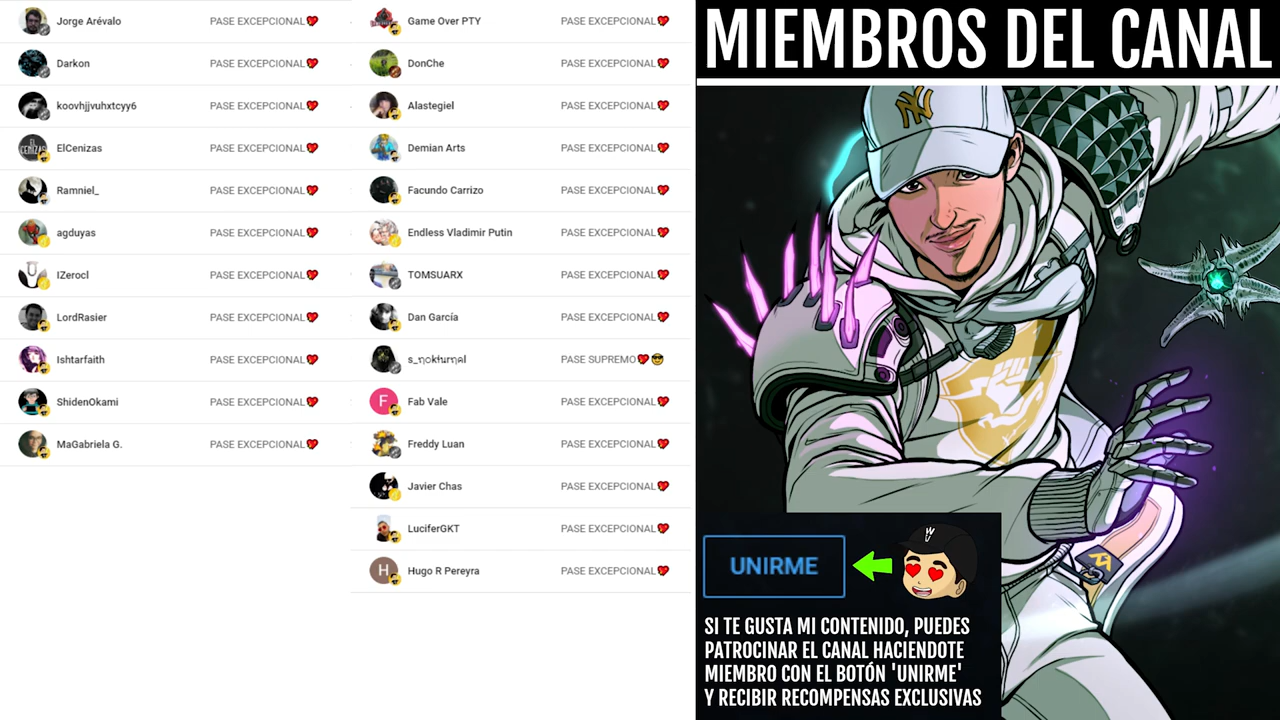 Jorge Arévalo PASE EXCEPCIONAL
Darkon PASE EXCEPCIONAL
koovhjjvuhxtcyy6 PASE EXCEPCIONAL
ElCenizas PASE EXCEPCIONAL
Ramniel_ PASE EXCEPCIONAL
agduyas PASE EXCEPCIONAL
IZerocl PASE EXCEPCIONAL
LordRasier PASE EXCEPCIONAL
Ishtarfaith PASE EXCEPCIONAL
ShidenOkami PASE EXCEPCIONAL
MaGabriela G. PASE EXCEPCIONAL
Game Over PTY PASE EXCEPCIONAL
DonChe PASE EXCEPCIONAL
Alastegiel PASE EXCEPCIONAL
Demian Arts PASE EXCEPCIONAL
Facundo Carrizo PASE EXCEPCIONAL
Endless Vladimir Putin PASE EXCEPCIONAL
TOMSUARX PASE EXCEPCIONAL
Dan García PASE EXCEPCIONAL
PASE SUPREMO
F Fab Vale PASE EXCEPCIONAL
Freddy Luan PASE EXCEPCIONAL
Javier Chas PASE EXCEPCIONAL
LuciferGKT PASE EXCEPCIONAL
H Hugo R Pereyra PASE EXCEPCIONAL
MIEMBROS DEL CANAL
NY
UNIRME
SI TE GUSTA MI CONTENIDO, PUEDES
PATROCINAR EL CANAL HACIENDOTE
MIEMBRO CON EL BOTÓN 'UNIRME'
Y RECIBIR RECOMPENSAS EXCLUSIVAS